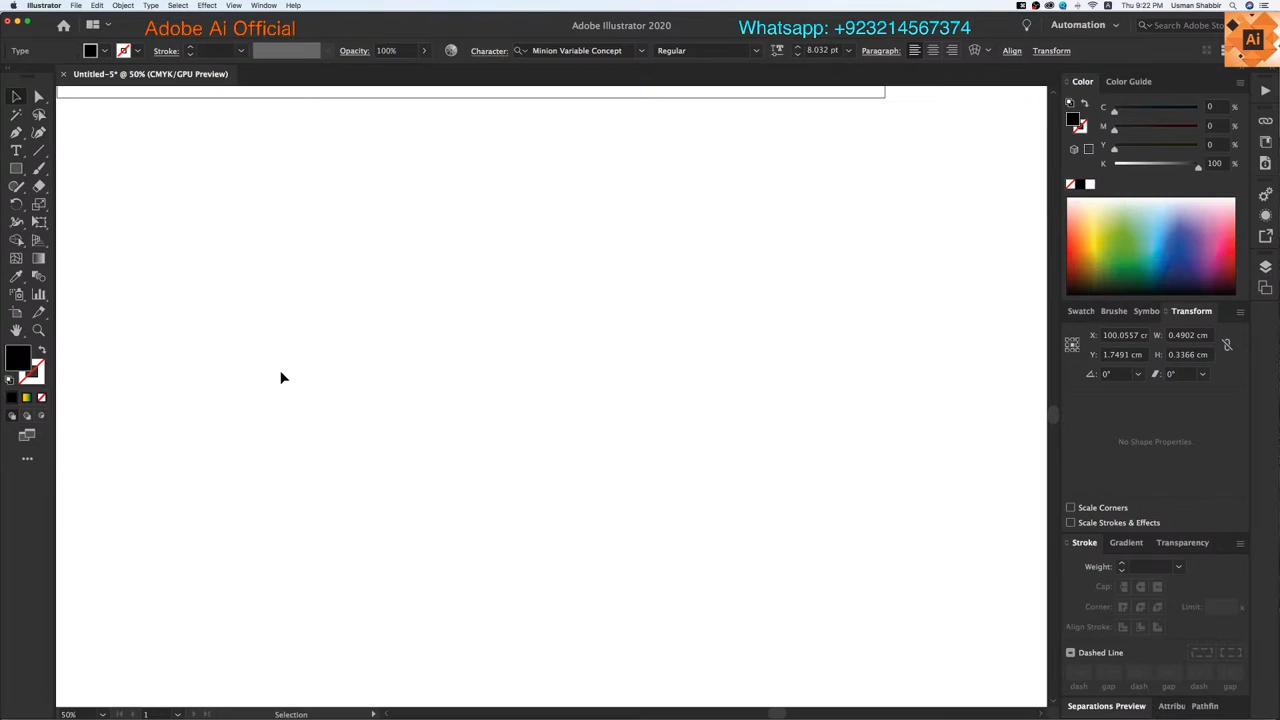 Illustrator File Edit Object Type Select Effect View Window Help
Thu 9:22 PM Usman Shabbir
Adobe Ai Official
Adobe Illustrator 2020
Whatsapp: +923214567374
Automation
Search Adobe
Ai
Type
Stroke:
Opacity: 100%
Character: Minion Variable Concept
Regular
8.032 pt
Paragraph:
Align
Transform
Untitled-5* @ 50% (CMYK/GPU Preview)
Color
Color Guide
C 0 %
M 0 %
Y 0 %
K 100 %
Swatch Brushe Symbo Transform
X: 100.0557 cm W: 0.4902 cm
Y: 1.7491 cm H: 0.3366 cm
0° 0°
No Shape Properties
Scale Corners
Scale Strokes & Effects
Stroke Gradient Transparency
Weight:
Cap:
Corner: Limit: x
Align Stroke:
Dashed Line
dash gap dash gap dash gap
Separations Preview Attribu Pathfin
50% 1 Selection